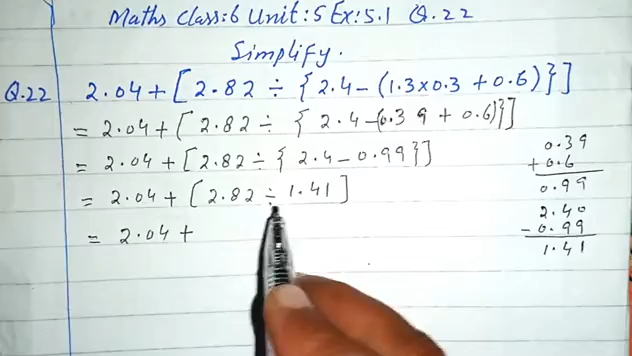 Maths Class:6 Unit:5 Ex:5.1 Q.22
Simplify.
Q.22 2.04+[2.82 ÷ {2.4-(1.3x0.3+0.6)}]
= 2.04+[2.82 ÷ {2.4-(0.39+0.6)}]
= 2.04+[2.82÷{2.4-0.99}]
= 2.04+[2.82÷1.41]
= 2.04+
0.39
+0.6
0.99
2.40
-0.99
1.41